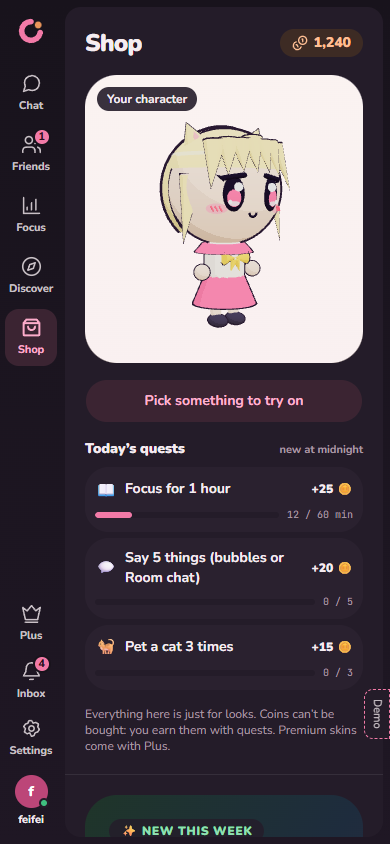 Shop
1,240
Chat
Your character
1
Friends
Focus
Discover
Shop
Pick something to try on
Today's quests
new at midnight
Focus for 1 hour
+25
12 / 60 min
Say 5 things (bubbles or
Room chat)
+20
0 / 5
Pet a cat 3 times
+15
0 / 3
Plus
4
Inbox
Settings
f
feifei
Everything here is just for looks. Coins can't be
bought: you earn them with quests. Premium skins
come with Plus.
Demo
✨ NEW THIS WEEK